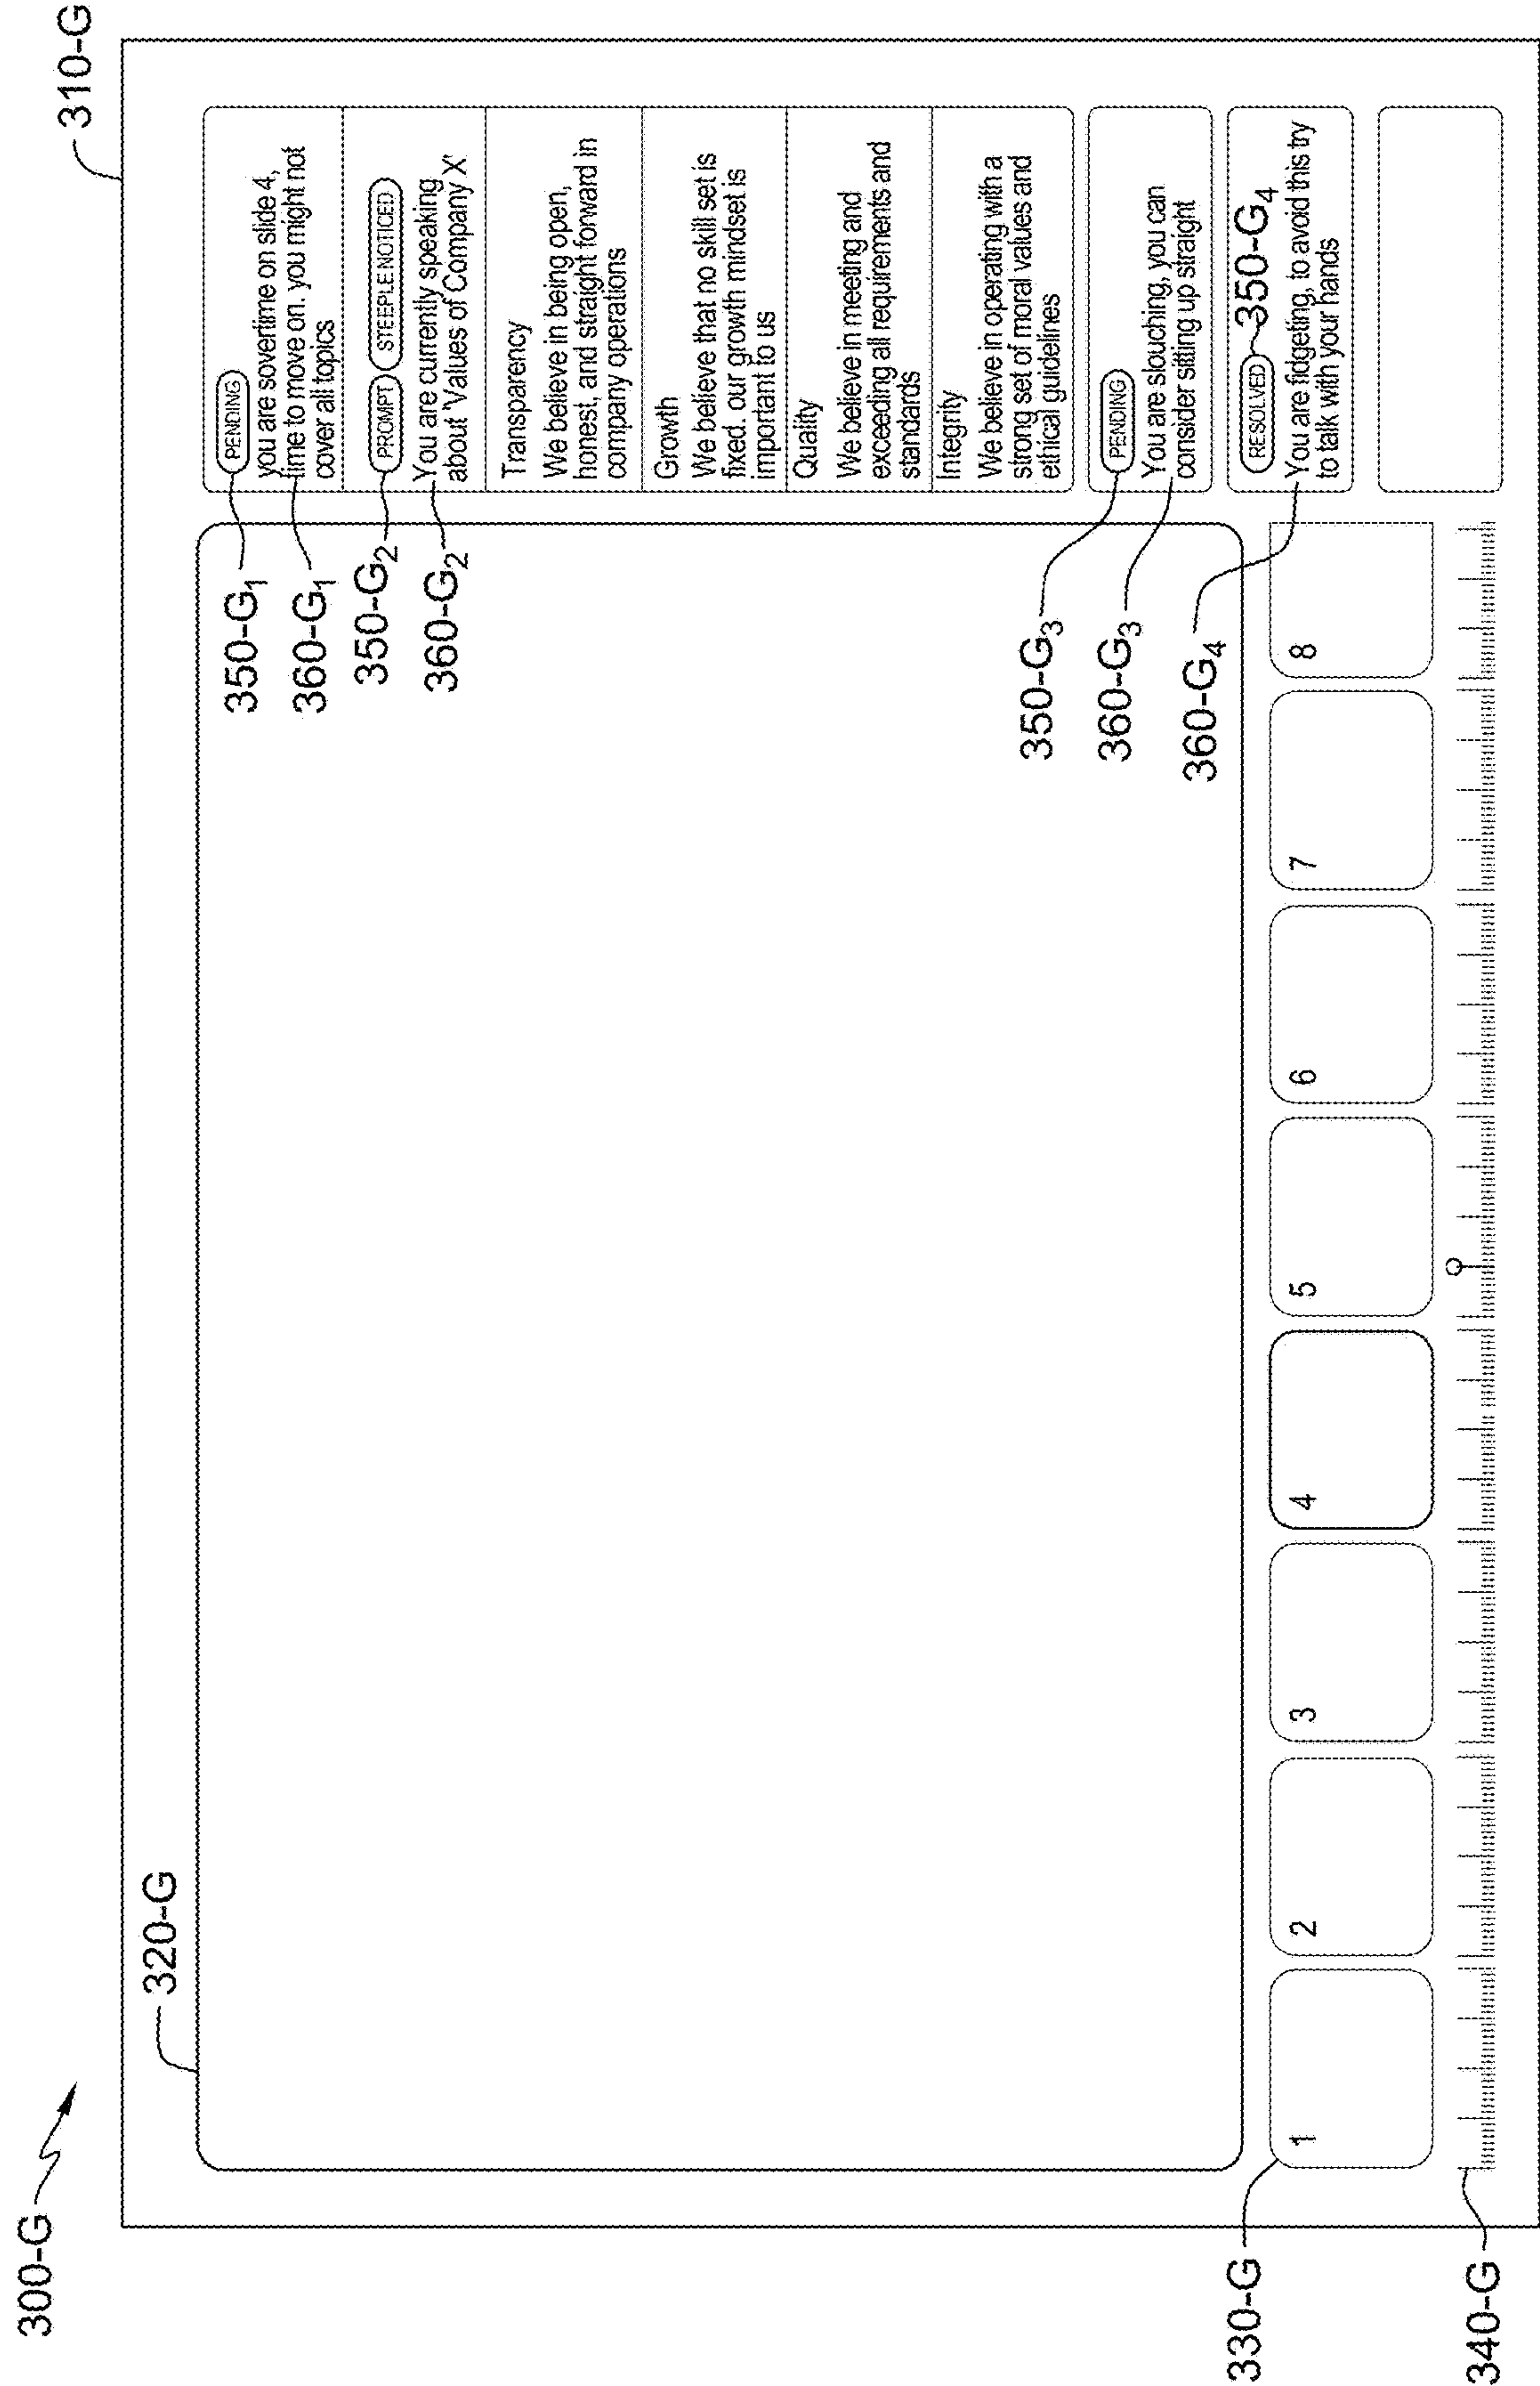 300-G
310-G
320-G
PENDING
you are sovertime on slide 4,
time to move on. you might not
cover all topics
350-G1
360-G1
PROMPT STEEPLE NOTICED
You are currently speaking
about 'Values of Company X'
350-G2
360-G2
Transparency
We believe in being open,
honest, and straight forward in
company operations
Growth
We believe that no skill set is
fixed. our growth mindset is
important to us
Quality
We believe in meeting and
exceeding all requirements and
standards
Integrity
We believe in operating with a
strong set of moral values and
ethical guidelines
PENDING
You are slouching, you can
consider sitting up straight
350-G3
360-G3
RESOLVED 350-G4
You are fidgeting, to avoid this try
to talk with your hands
360-G4
330-G
1 2 3 4 5 6 7 8
340-G